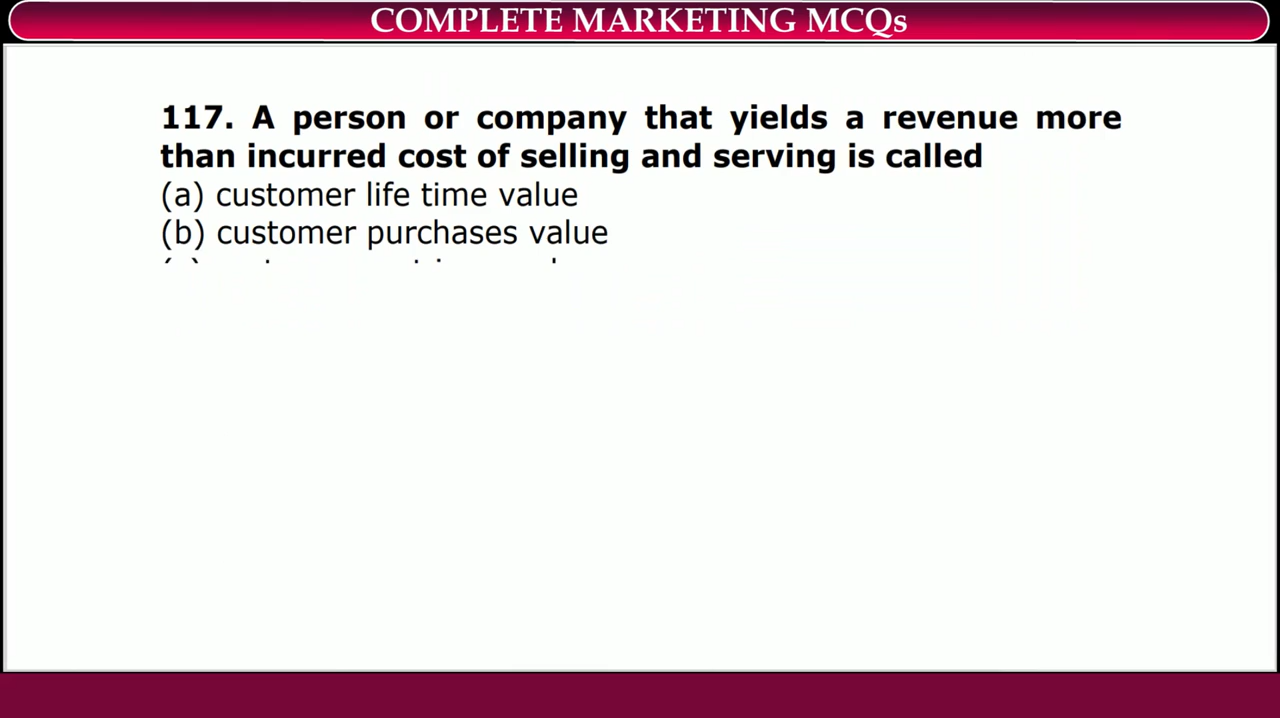 COMPLETE MARKETING MCQs
117. A person or company that yields a revenue more
than incurred cost of selling and serving is called
(a) customer life time value
(b) customer purchases value